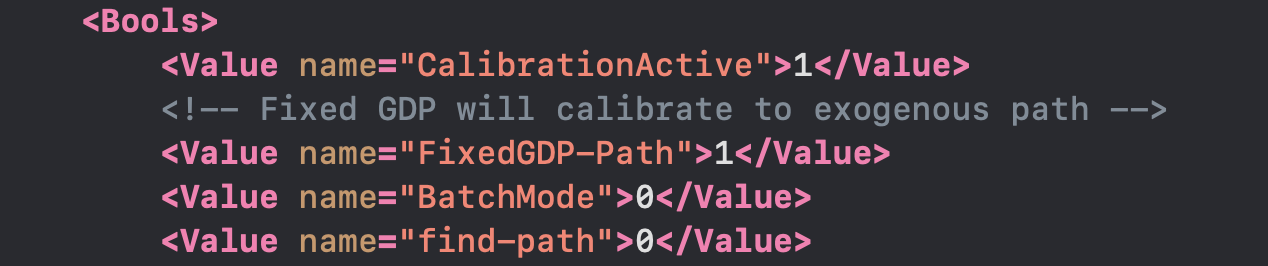 <Bools>
<Value name="CalibrationActive">1</Value>
<!-- Fixed GDP will calibrate to exogenous path -->
<Value name="FixedGDP-Path">1</Value>
<Value name="BatchMode">0</Value>
<Value name="find-path">0</Value>